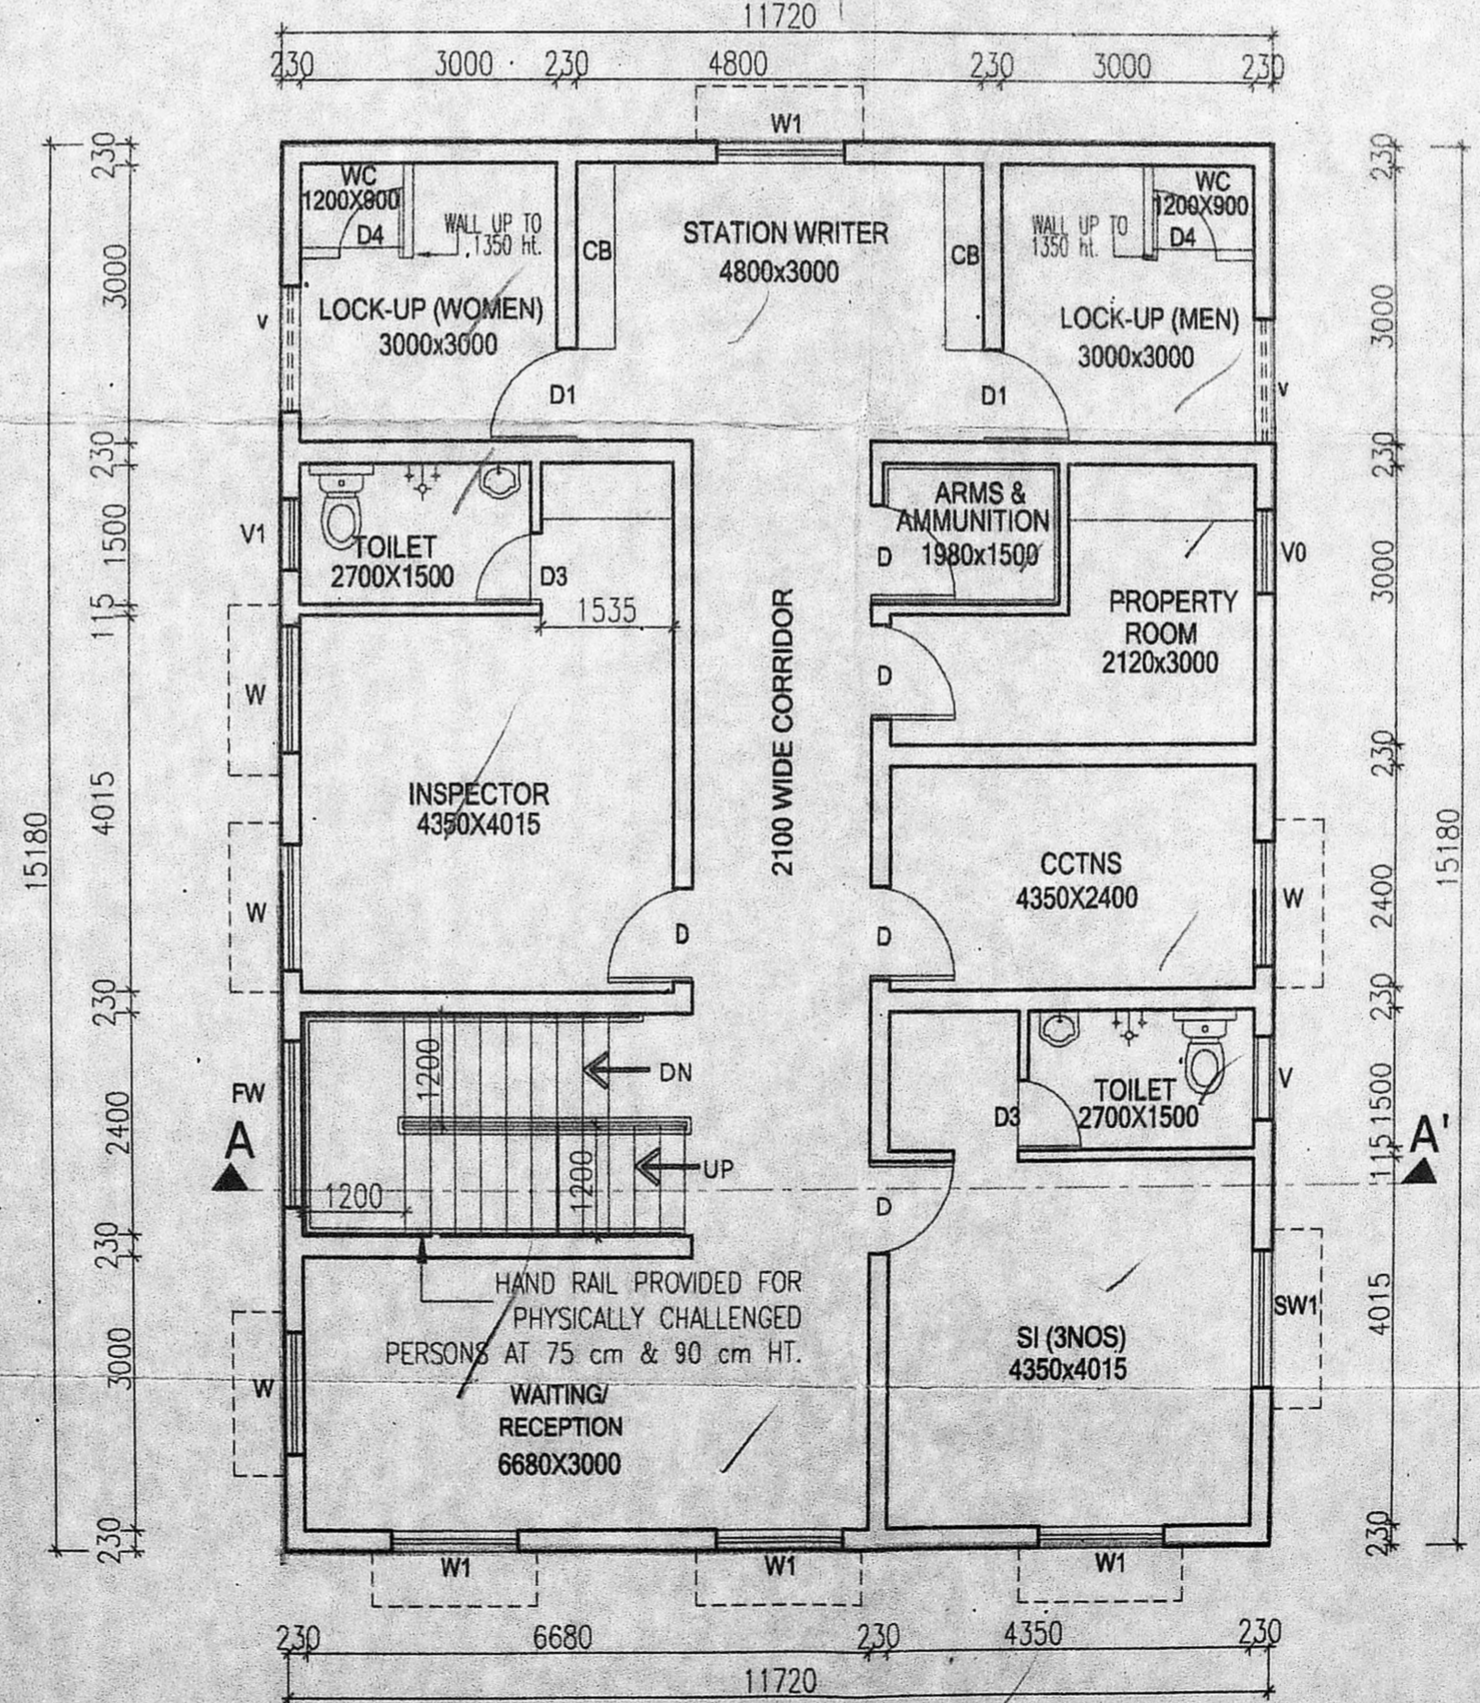 11720
230 3000 230 4800 230 3000 230
W1
WC
1200X900
D4
WALL UP TO
1350 ht.
CB
STATION WRITER
4800x3000
CB
WALL UP TO
1350 ht.
WC
1200X900
D4
LOCK-UP (WOMEN)
3000x3000
LOCK-UP (MEN)
3000x3000
v
v
D1
D1
230
3000
230
1500
115
4015
230
2400
230
3000
230
15180
230
3000
230
3000
230
2400
230
1500
115
4015
230
15180
V1
TOILET
2700X1500
D3
1535
ARMS &
AMMUNITION
1980x1500
D
V0
PROPERTY
ROOM
2120x3000
D
2100 WIDE CORRIDOR
W
INSPECTOR
4350X4015
W
D
D
CCTNS
4350X2400
W
FW
1200
DN
1200
UP
1200
A
A'
D3
TOILET
2700X1500
V
D
HAND RAIL PROVIDED FOR
PHYSICALLY CHALLENGED
PERSONS AT 75 cm & 90 cm HT.
W
WAITING/
RECEPTION
6680X3000
SI (3NOS)
4350x4015
SW1
W1
W1
W1
230 6680 230 4350 230
11720